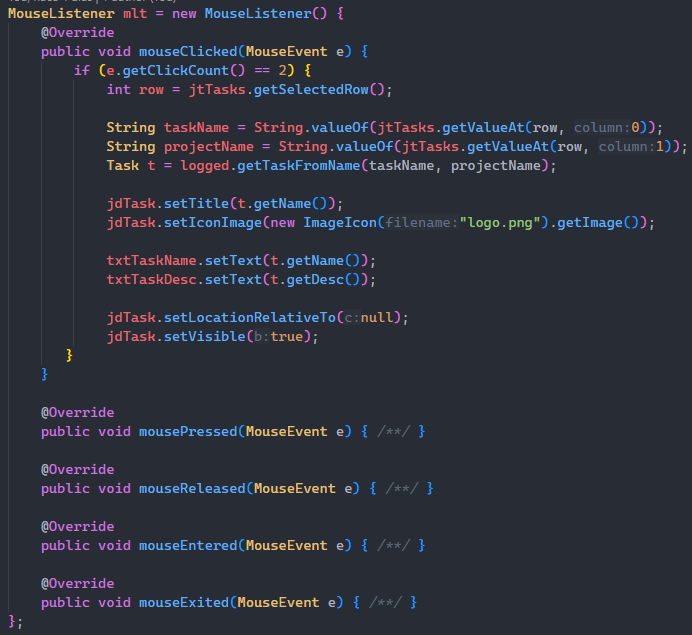 MouseListener mlt = new MouseListener() {
@Override
public void mouseClicked(MouseEvent e) {
if (e.getClickCount() == 2) {
int row = jtTasks.getSelectedRow();
String taskName = String.valueOf(jtTasks.getValueAt(row, column:0));
String projectName = String.valueOf(jtTasks.getValueAt(row, column:1));
Task t = logged.getTaskFromName(taskName, projectName);
jdTask.setTitle(t.getName());
jdTask.setIconImage(new ImageIcon(filename:"logo.png").getImage());
txtTaskName.setText(t.getName());
txtTaskDesc.setText(t.getDesc());
jdTask.setLocationRelativeTo(c:null);
jdTask.setVisible(b:true);
}
}
@Override
public void mousePressed(MouseEvent e) { /**/ }
@Override
public void mouseReleased(MouseEvent e) { /**/ }
@Override
public void mouseEntered(MouseEvent e) { /**/ }
@Override
public void mouseExited(MouseEvent e) { /**/ }
};